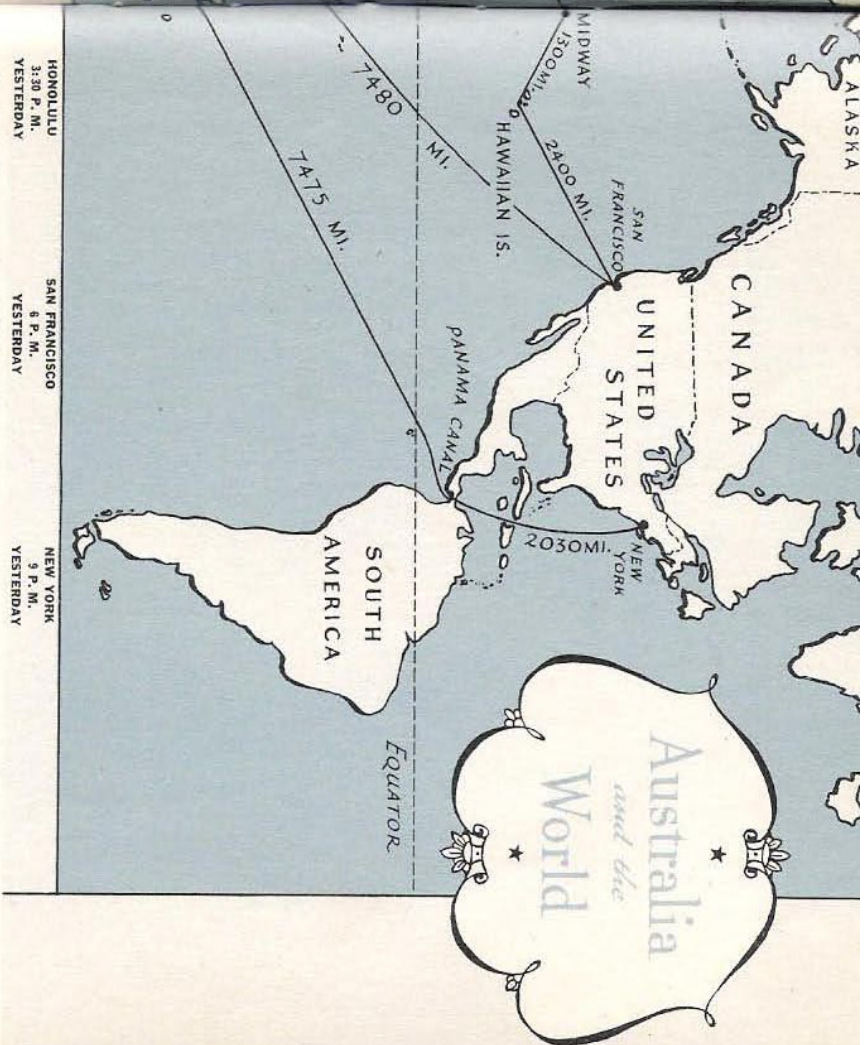 ALASKA
CANADA
UNITED
STATES
SAN
FRANCISCO
NEW
YORK
MIDWAY
1300 MI.
2400 MI.
HAWAIIAN IS.
7480 MI.
7475 MI.
PANAMA CANAL
2030 MI.
EQUATOR
SOUTH
AMERICA
Australia
and the
World
HONOLULU
3:30 P. M.
YESTERDAY
SAN FRANCISCO
6 P. M.
YESTERDAY
NEW YORK
9 P. M.
YESTERDAY